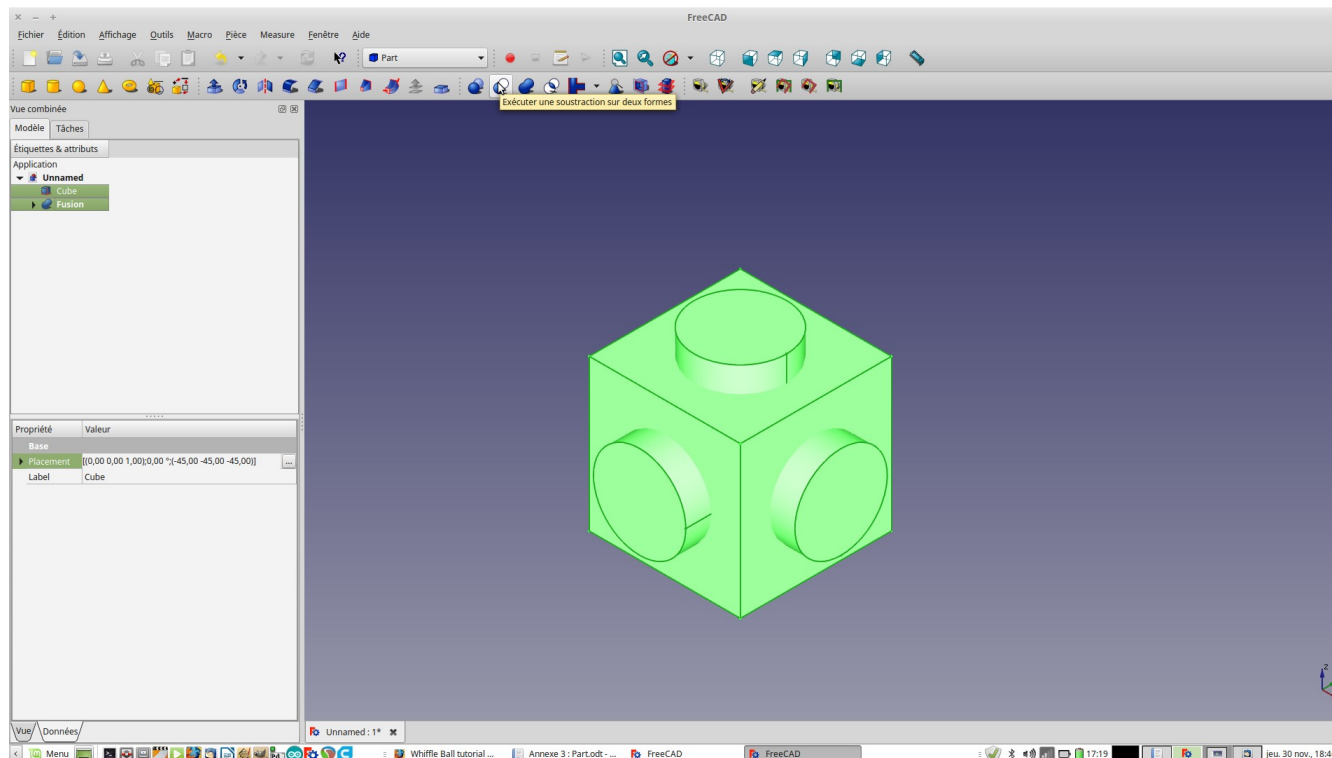 FreeCAD
Fichier Édition Affichage Outils Macro Pièce Measure Fenêtre Aide
Part
Exécuter une soustraction sur deux formes
Vue combinée
Modèle Tâches
Étiquettes & attributs
Application
Unnamed
Cube
Fusion
Propriété Valeur
Base
Placement [(0,00 0,00 1,00);0,00 °;(-45,00 -45,00 -45,00)] ...
Label Cube
Z
Vue Données
Unnamed : 1*
Menu Whiffle Ball tutorial ... Annexe 3 : Part.odt - ... FreeCAD FreeCAD 17:19 jeu. 30 nov., 18:4